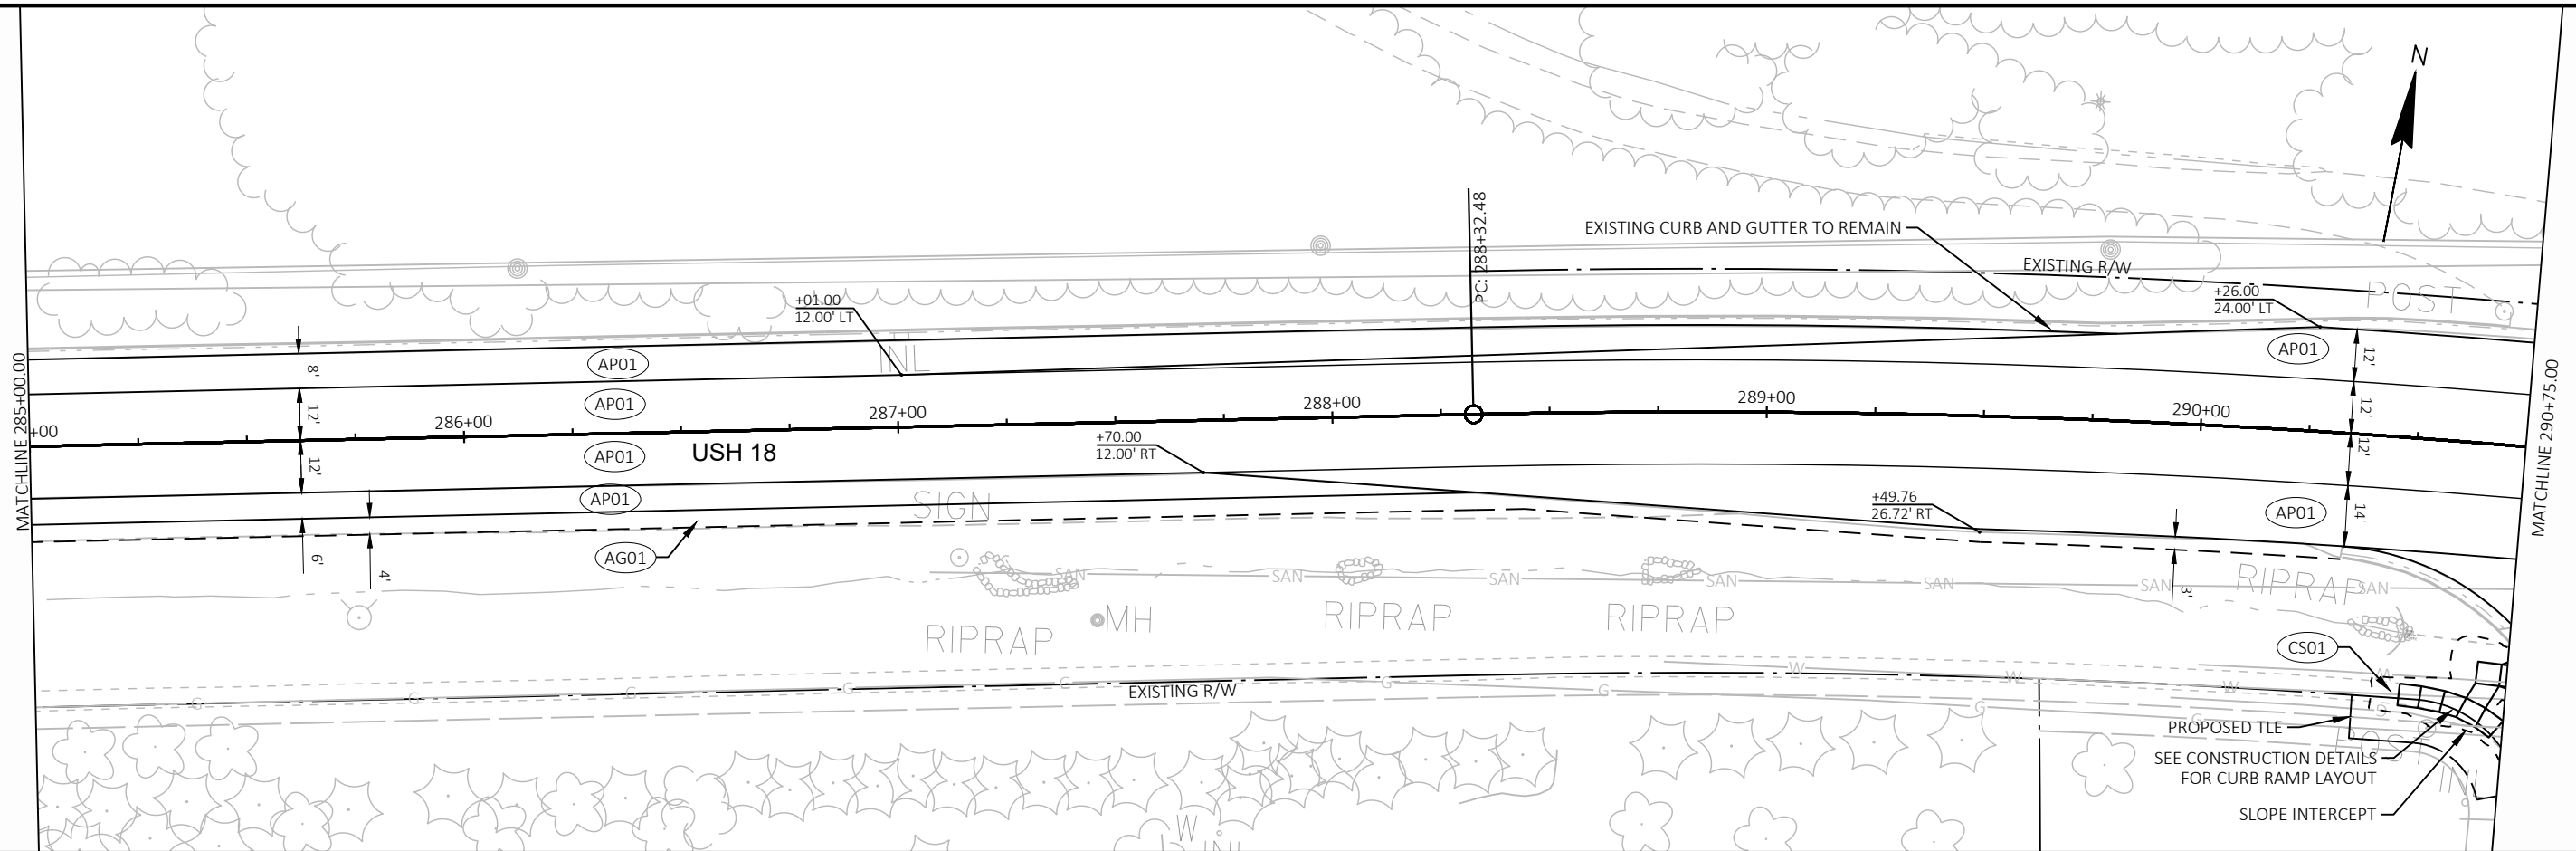 N
PC: 288+32.48
EXISTING CURB AND GUTTER TO REMAIN
EXISTING R/W
+26.00
24.00' LT
POST
+01.00
12.00' LT
INL
MATCHLINE 285+00.00
MATCHLINE 290+75.00
8'
AP01
AP01
12'
12'
AP01
12'
+00
286+00
287+00
288+00
289+00
290+00
12'
AP01
USH 18
12'
+70.00
12.00' RT
AP01
SIGN
+49.76
26.72' RT
AP01
14'
6'
4'
AG01
SAN
SAN
SAN
SAN
SAN
SAN
SAN
3'
RIPRAP
MH
RIPRAP
RIPRAP
RIPRAP
CS01
W
W
W
W
G
G
G
G
G
G
G
G
G
G
EXISTING R/W
PROPOSED TLE
POST
SEE CONSTRUCTION DETAILS
FOR CURB RAMP LAYOUT
INL
SLOPE INTERCEPT
W
INL